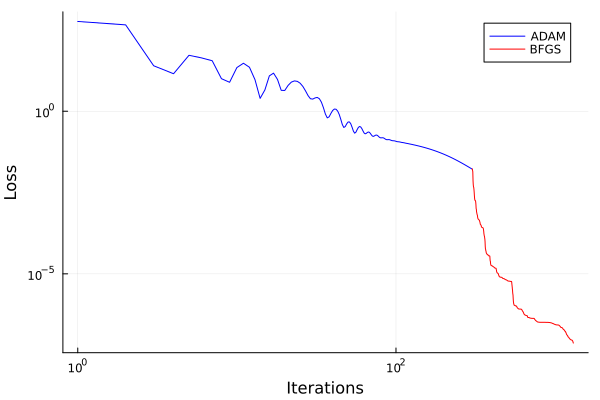 ADAM
BFGS
10⁰
10⁻⁵
Loss
10⁰
10²
Iterations